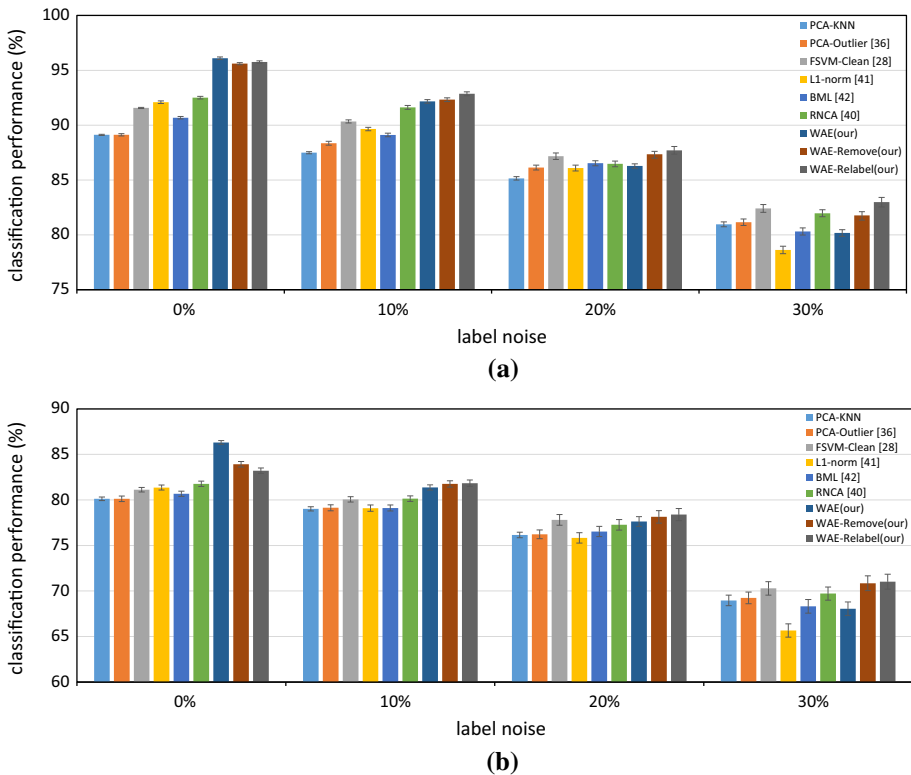 classification performance (%)
100
95
90
85
80
75
PCA-KNN
PCA-Outlier [36]
FSVM-Clean [28]
L1-norm [41]
BML [42]
RNCA [40]
WAE(our)
WAE-Remove(our)
WAE-Relabel(our)
0%
10%
20%
30%
label noise
(a)
classification performance (%)
90
85
80
75
70
65
60
PCA-KNN
PCA-Outlier [36]
FSVM-Clean [28]
L1-norm [41]
BML [42]
RNCA [40]
WAE(our)
WAE-Remove(our)
WAE-Relabel(our)
0%
10%
20%
30%
label noise
(b)